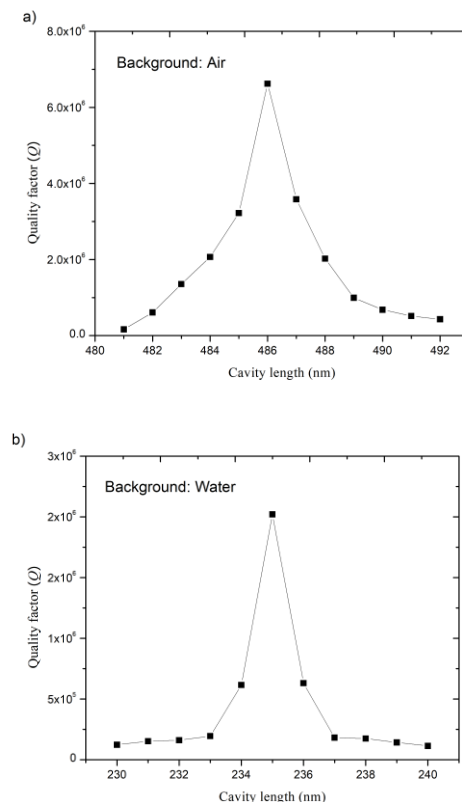 a)
8.0x10⁶
Background: Air
6.0x10⁶
4.0x10⁶
2.0x10⁶
0.0
Quality factor (Q)
480 482 484 486 488 490 492
Cavity length (nm)
b)
3x10⁶
Background: Water
2x10⁶
2x10⁶
1x10⁶
5x10⁵
0
Quality factor (Q)
230 232 234 236 238 240
Cavity length (nm)